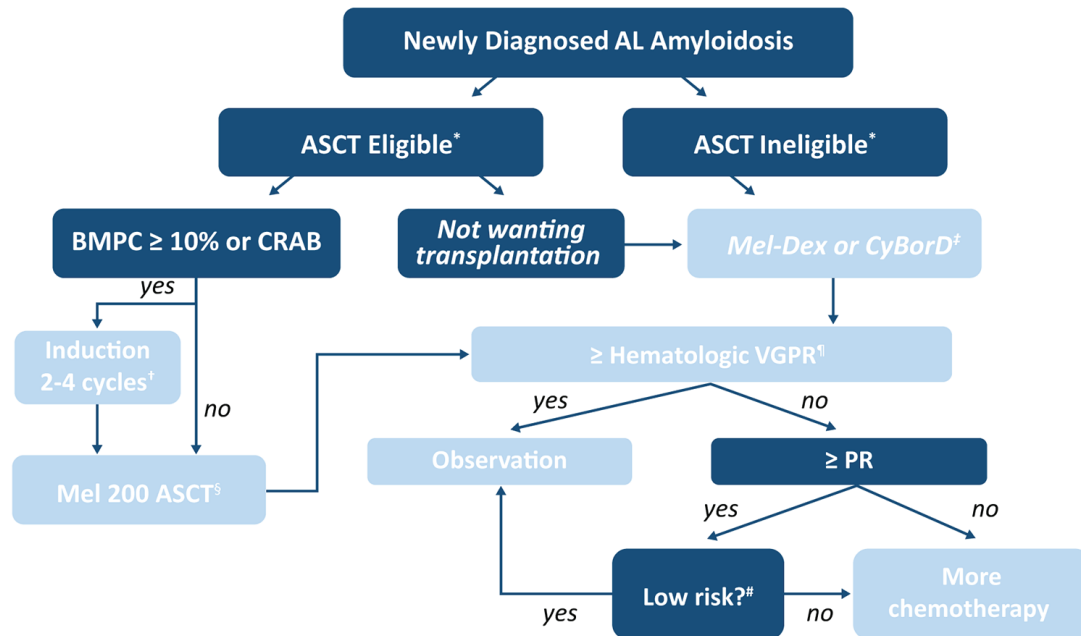 Newly Diagnosed AL Amyloidosis
ASCT Eligible*
ASCT Ineligible*
BMPC ≥ 10% or CRAB
Not wanting
transplantation
Mel-Dex or CyBorD‡
yes
Induction
2-4 cycles†
no
≥ Hematologic VGPR¶
yes
no
Mel 200 ASCT§
Observation
≥ PR
yes
no
Low risk?#
More
chemotherapy
yes
no